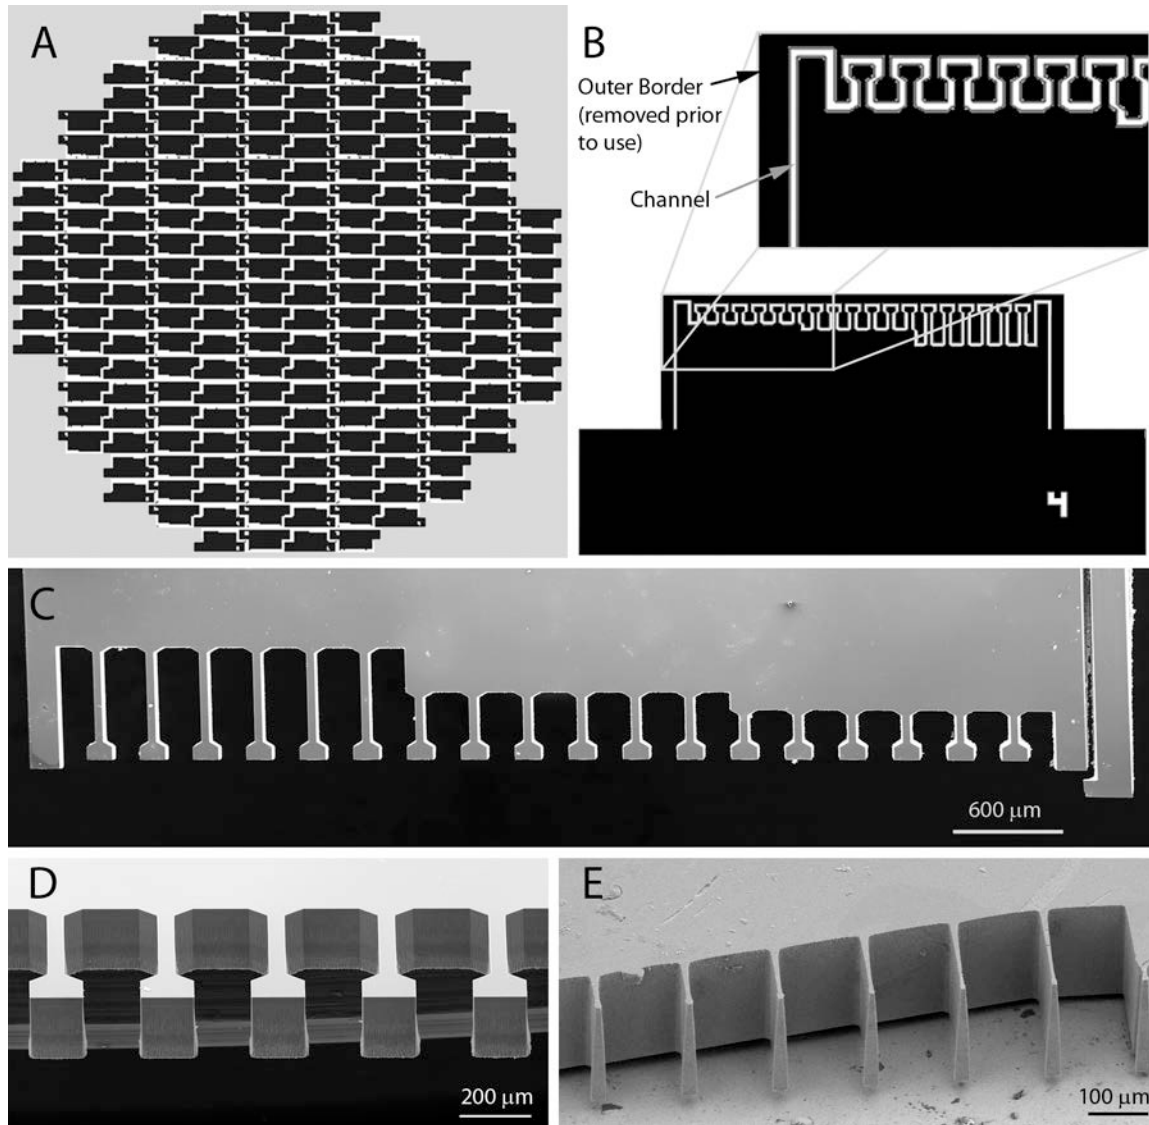 A
B
Outer Border
(removed prior
to use)
Channel
4
C
600 μm
D
200 μm
E
100 μm